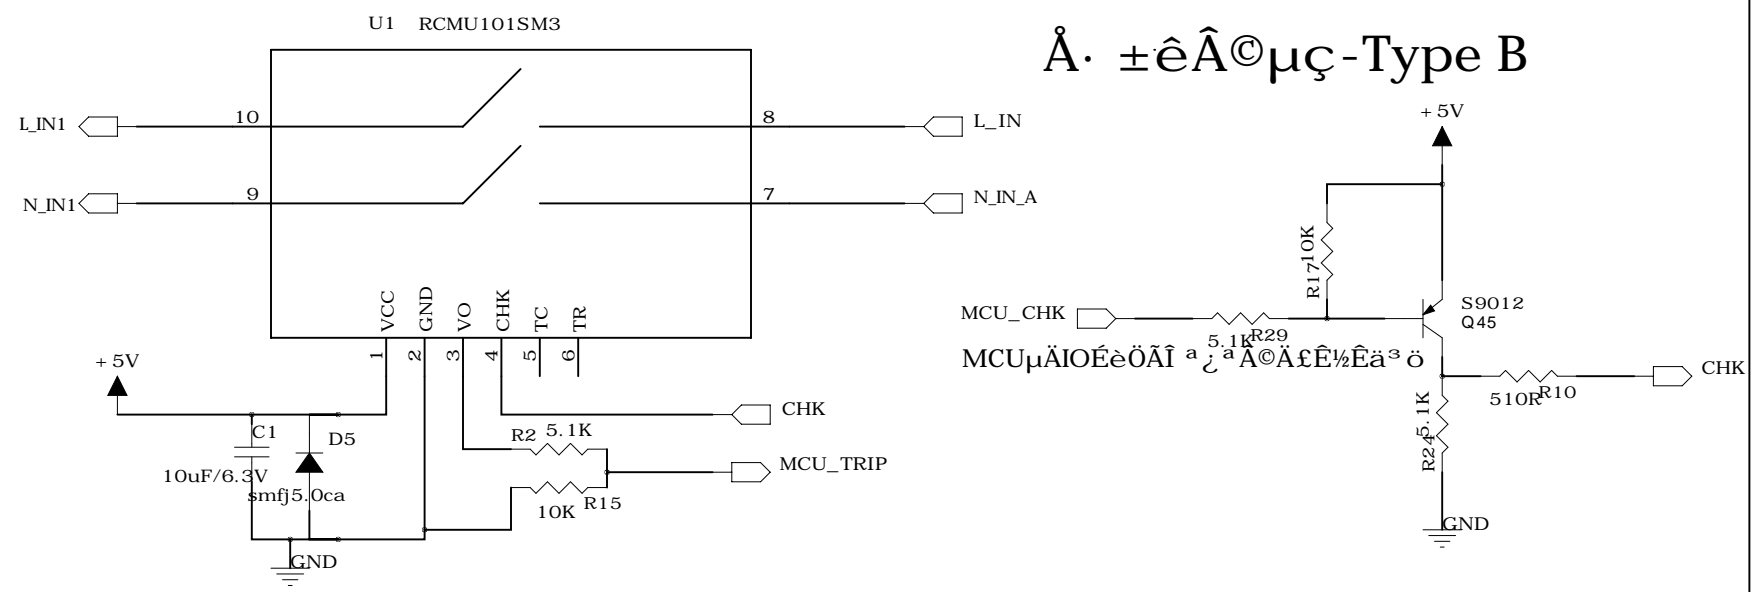 U1 RCMU101SM3
Å· ±êÂ©µç-Type B
L_IN1
10
8
L_IN
N_IN1
9
7
N_IN_A
VCC
GND
VO
CHK
TC
TR
1
2
3
4
5
6
+5V
C1
10uF/6.3V
D5
smfj5.0ca
GND
CHK
R2 5.1K
MCU_TRIP
10K
R15
+5V
R17
10K
MCU_CHK
5.1K
R29
S9012
Q45
MCUµÄIOÉèÖÃÎ ª¿ªÂ©Ä£Ê½Êä³ö
CHK
510R
R10
R24
5.1K
GND